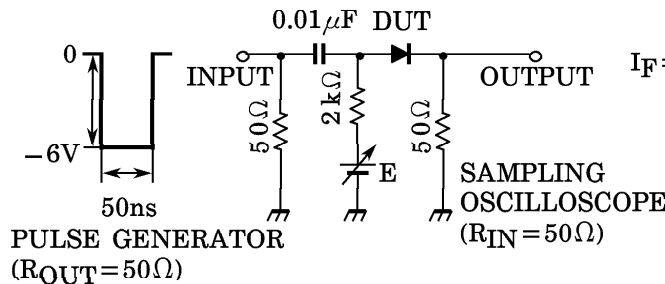 0.01μF DUT
0
INPUT
OUTPUT
I_F=
50Ω
2kΩ
50Ω
−6V
E
50ns
SAMPLING
OSCILLOSCOPE
(R_IN=50Ω)
PULSE GENERATOR
(R_OUT=50Ω)